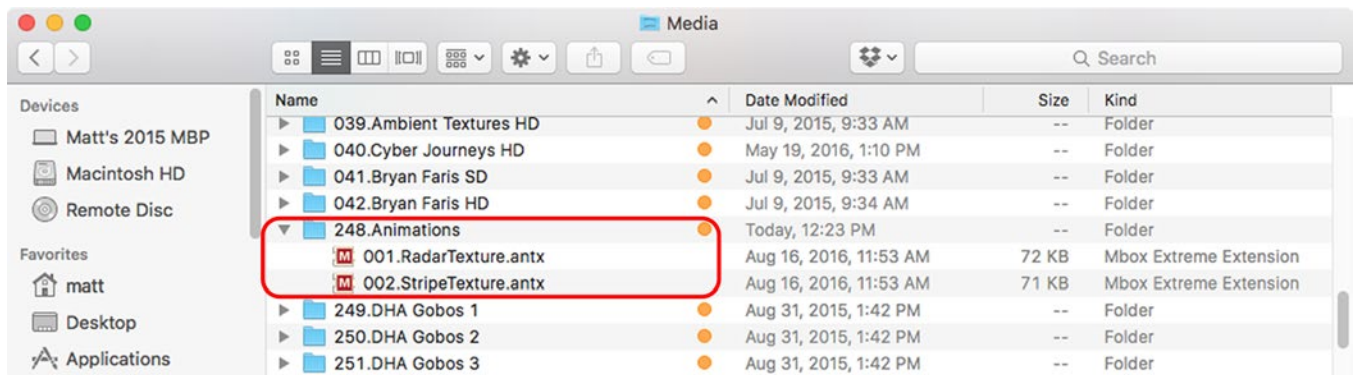 Media
Search
Devices
Matt's 2015 MBP
Macintosh HD
Remote Disc
Favorites
matt
Desktop
Applications
Name Date Modified Size Kind
039.Ambient Textures HD Jul 9, 2015, 9:33 AM -- Folder
040.Cyber Journeys HD May 19, 2016, 1:10 PM -- Folder
041.Bryan Faris SD Jul 9, 2015, 9:33 AM -- Folder
042.Bryan Faris HD Jul 9, 2015, 9:34 AM -- Folder
248.Animations Today, 12:23 PM -- Folder
M 001.RadarTexture.antx Aug 16, 2016, 11:53 AM 72 KB Mbox Extreme Extension
M 002.StripeTexture.antx Aug 16, 2016, 11:53 AM 71 KB Mbox Extreme Extension
249.DHA Gobos 1 Aug 31, 2015, 1:42 PM -- Folder
250.DHA Gobos 2 Aug 31, 2015, 1:42 PM -- Folder
251.DHA Gobos 3 Aug 31, 2015, 1:42 PM -- Folder